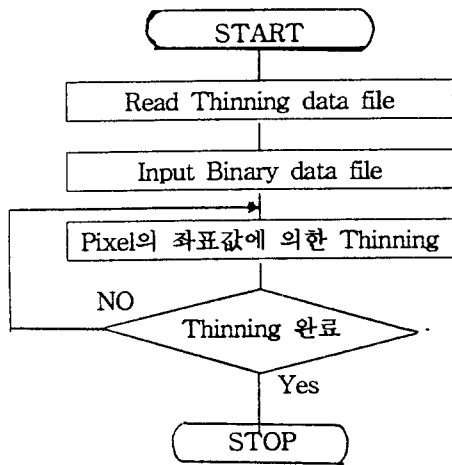 START
Read Thinning data file
Input Binary data file
Pixel의 좌표값에 의한 Thinning
NO
Thinning 완료
Yes
STOP